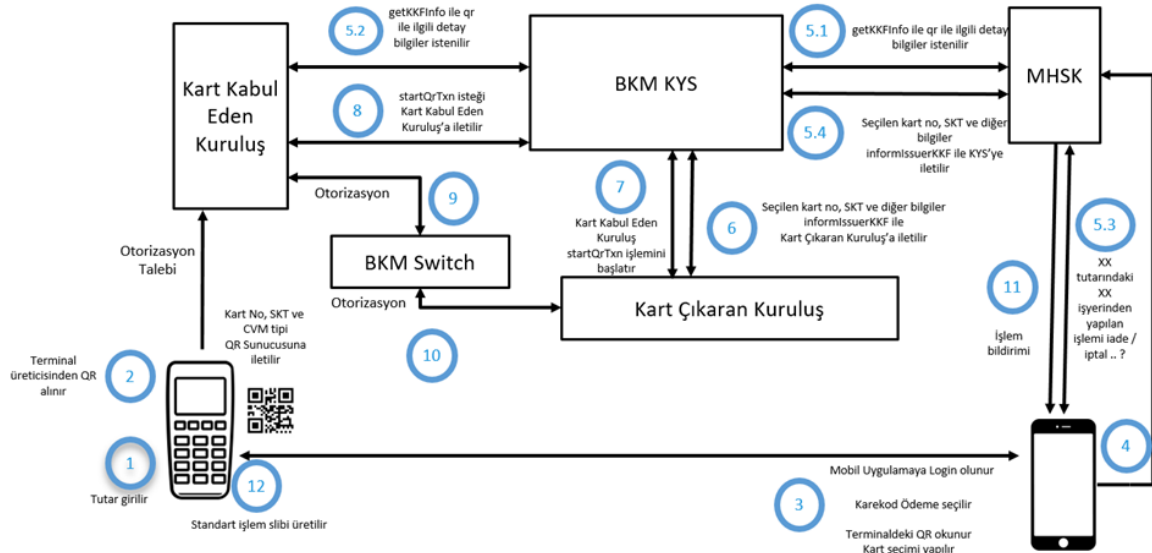 5.2
getKKFInfo ile qr
ile ilgili detay
bilgiler istenilir
5.1
getKKFInfo ile qr ile ilgili detay
bilgiler istenilir
Kart Kabul
Eden
Kuruluş
BKM KYS
MHSK
8
startQrTxn isteği
Kart Kabul Eden
Kuruluş'a iletilir
5.4
Seçilen kart no, SKT ve diğer
bilgiler
informIssuerKKF ile KYS'ye
iletilir
Otorizasyon
9
7
Kart Kabul Eden
Kuruluş
startQrTxn işlemini
başlatır
6
Seçilen kart no, SKT ve diğer bilgiler
informIssuerKKF ile
Kart Çıkaran Kuruluş'a iletilir
5.3
XX
tutarındaki
XX
işyerinden
yapılan
işlemi iade /
iptal .. ?
Otorizasyon
Talebi
BKM Switch
Otorizasyon
10
Kart Çıkaran Kuruluş
11
İşlem
bildirimi
Kart No, SKT ve
CVM tipi
QR Sunucusuna
iletilir
Terminal
üreticisinden QR
alınır
2
1
Tutar girilir
12
Standart işlem slibi üretilir
4
Mobil Uygulamaya Login olunur
3
Karekod Ödeme seçilir
Terminaldeki QR okunur
Kart seçimi yapılır